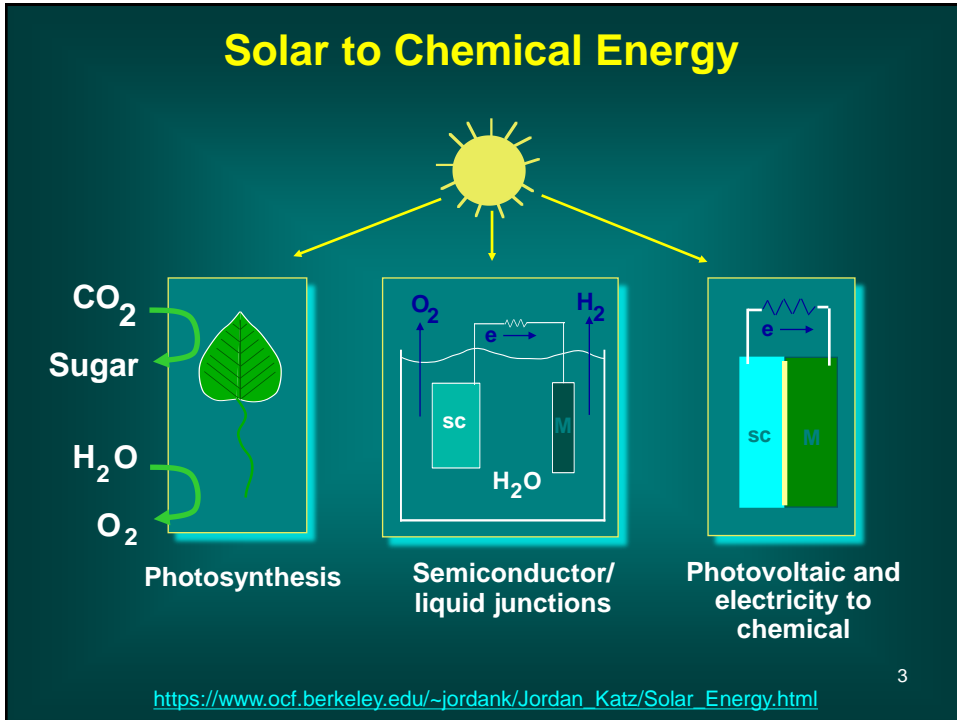 Solar to Chemical Energy
CO2
Sugar
H2O
O2
Photosynthesis
O2
H2
e
sc
M
H2O
Semiconductor/
liquid junctions
e
sc
M
Photovoltaic and
electricity to
chemical
3
https://www.ocf.berkeley.edu/~jordank/Jordan_Katz/Solar_Energy.html